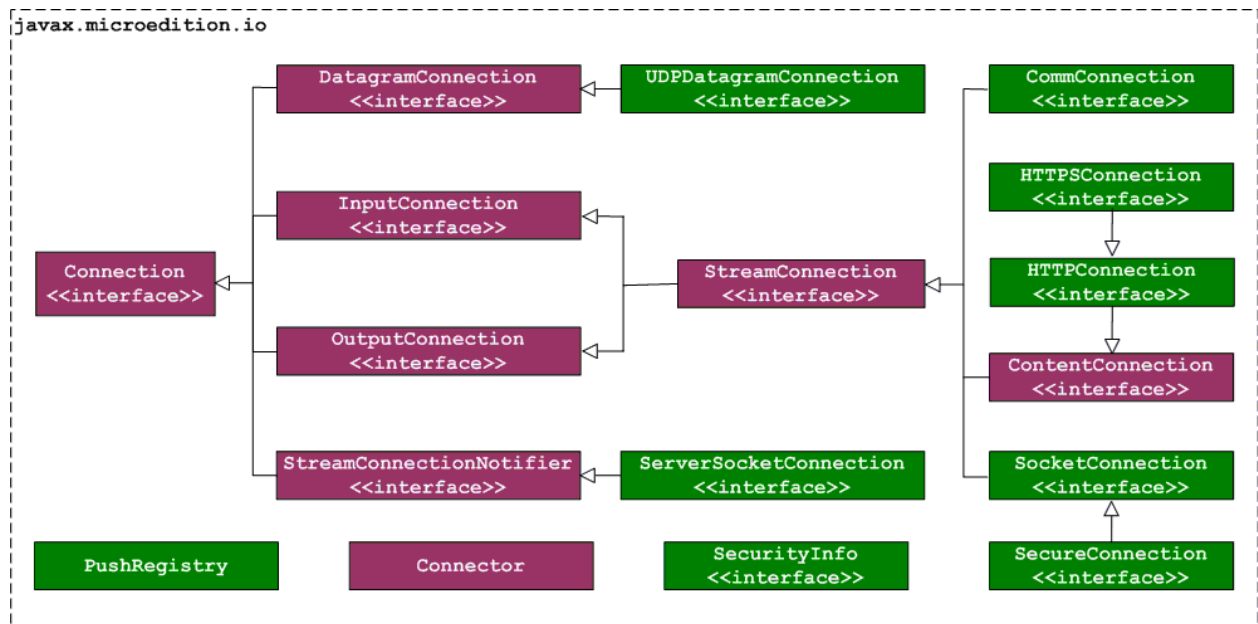 javax.microedition.io
DatagramConnection
<<interface>>
UDPDatagramConnection
<<interface>>
CommConnection
<<interface>>
HTTPSConnection
<<interface>>
InputConnection
<<interface>>
Connection
<<interface>>
StreamConnection
<<interface>>
HTTPConnection
<<interface>>
OutputConnection
<<interface>>
ContentConnection
<<interface>>
StreamConnectionNotifier
<<interface>>
ServerSocketConnection
<<interface>>
SocketConnection
<<interface>>
PushRegistry
Connector
SecurityInfo
<<interface>>
SecureConnection
<<interface>>